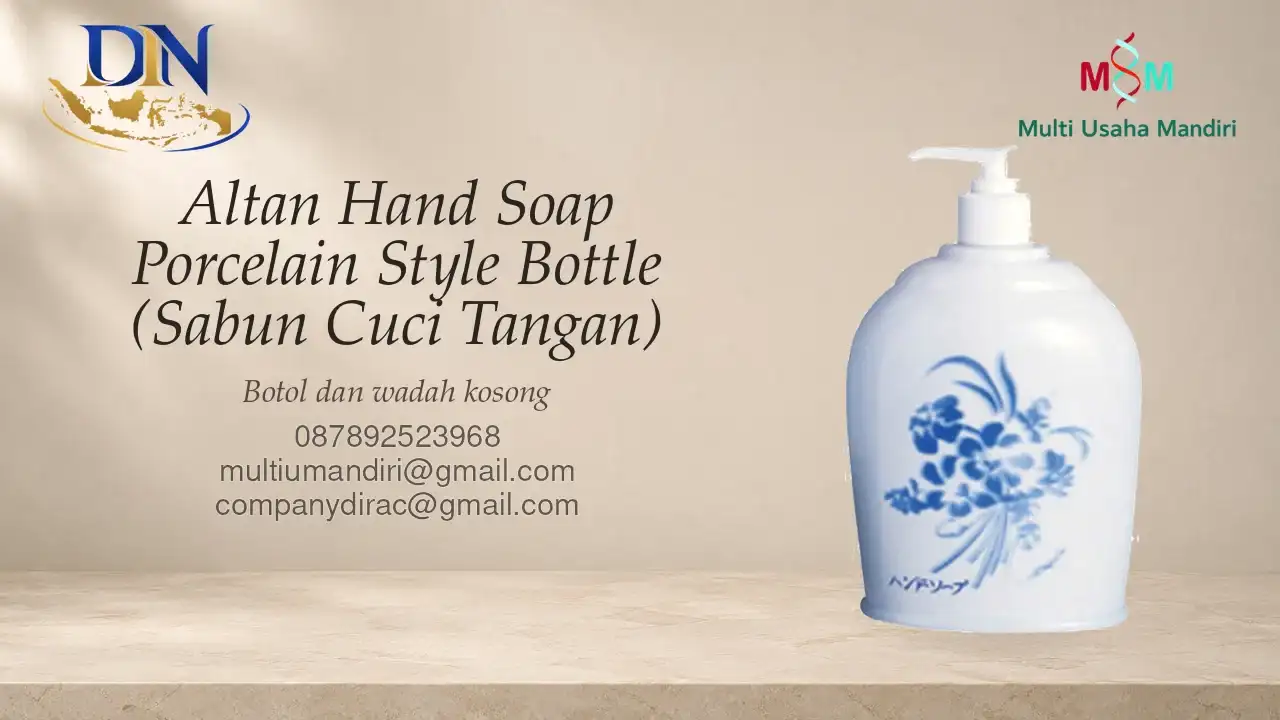 DN
MSM
Multi Usaha Mandiri
Altan Hand Soap
Porcelain Style Bottle
(Sabun Cuci Tangan)
Botol dan wadah kosong
087892523968
multiumandiri@gmail.com
companydirac@gmail.com
ハンドソープ